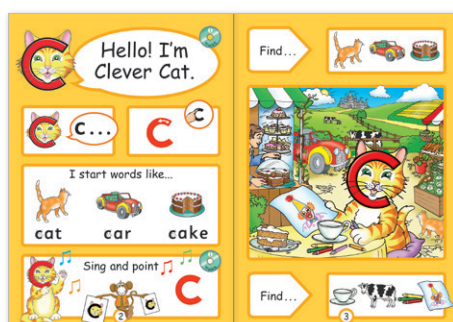 Hello! I'm
Clever Cat.
c...
c
c
I start words like...
cat
car
cake
Sing and point
c
c
c
2
Find...
c
Find...
3